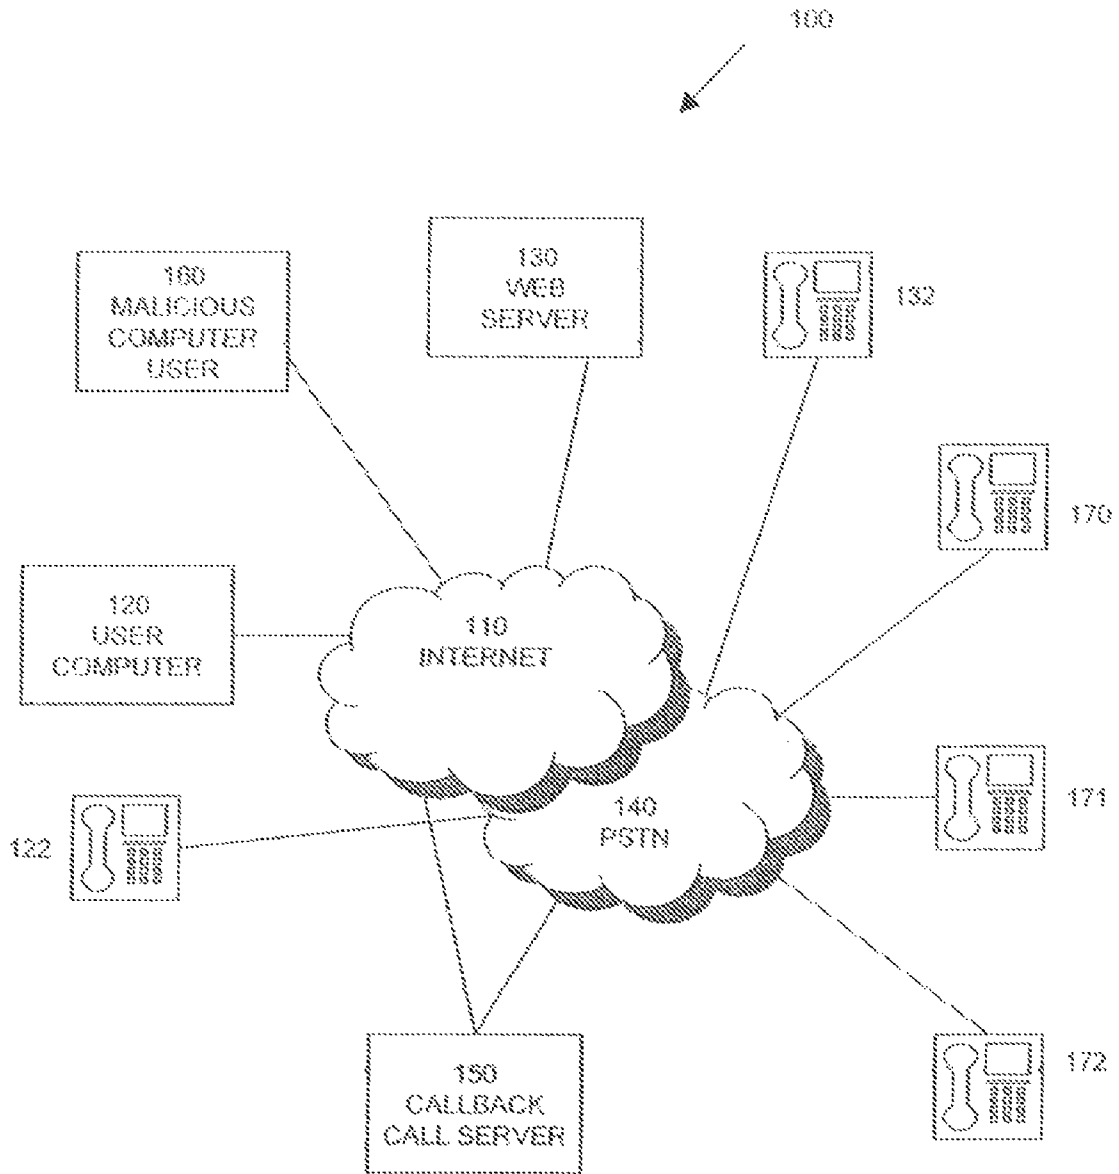 100
160
MALICIOUS
COMPUTER
USER
130
WEB
SERVER
132
170
120
USER
COMPUTER
110
INTERNET
171
122
140
PSTN
150
CALLBACK
CALL SERVER
172